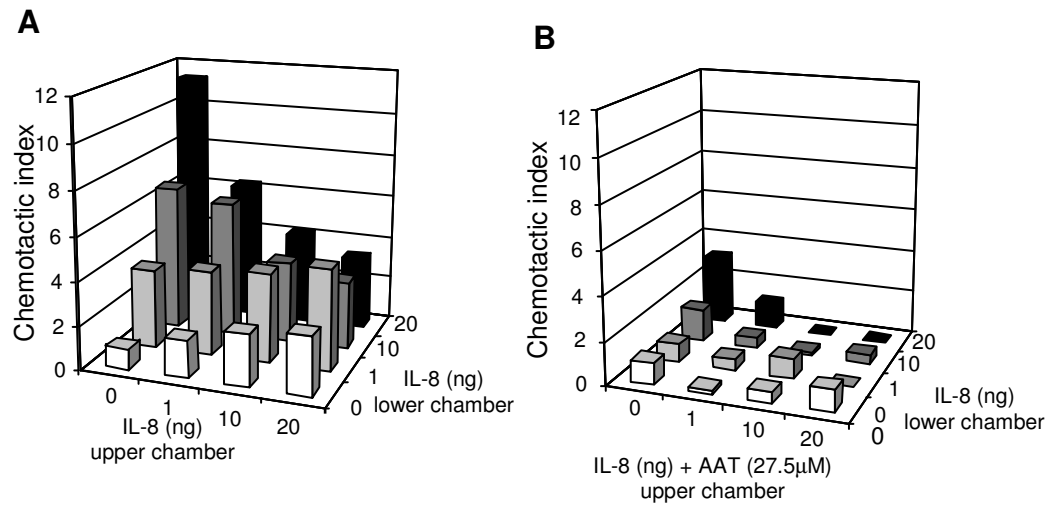 A
Chemotactic index
12
10
8
6
4
2
0
0
1
10
20
IL-8 (ng)
upper chamber
0
1
10
20
IL-8 (ng)
lower chamber
B
Chemotactic index
12
10
8
6
4
2
0
0
1
10
20
IL-8 (ng) + AAT (27.5µM)
upper chamber
0
0
1
10
20
IL-8 (ng)
lower chamber